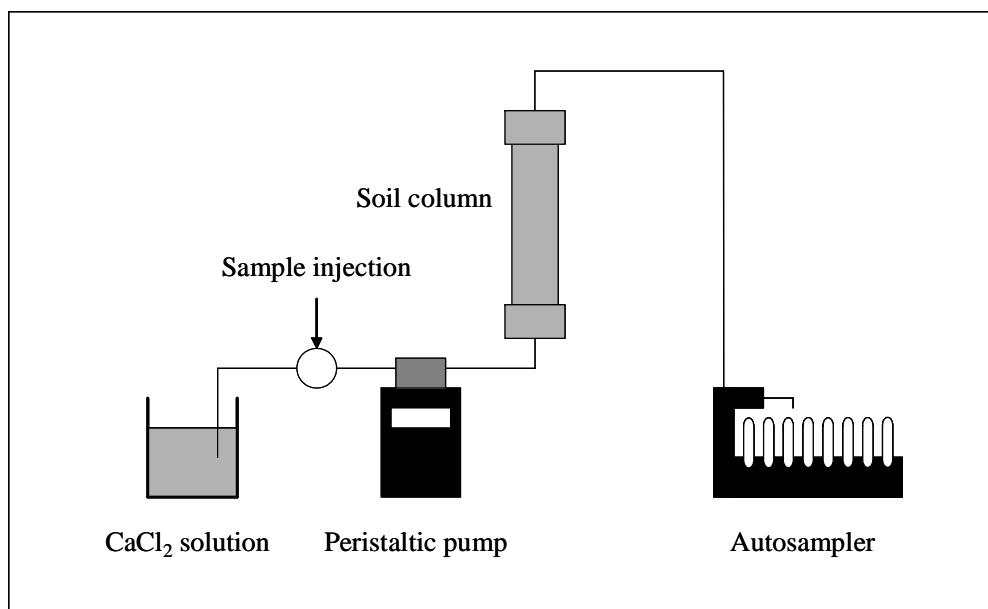 Soil column
Sample injection
CaCl₂ solution
Peristaltic pump
Autosampler